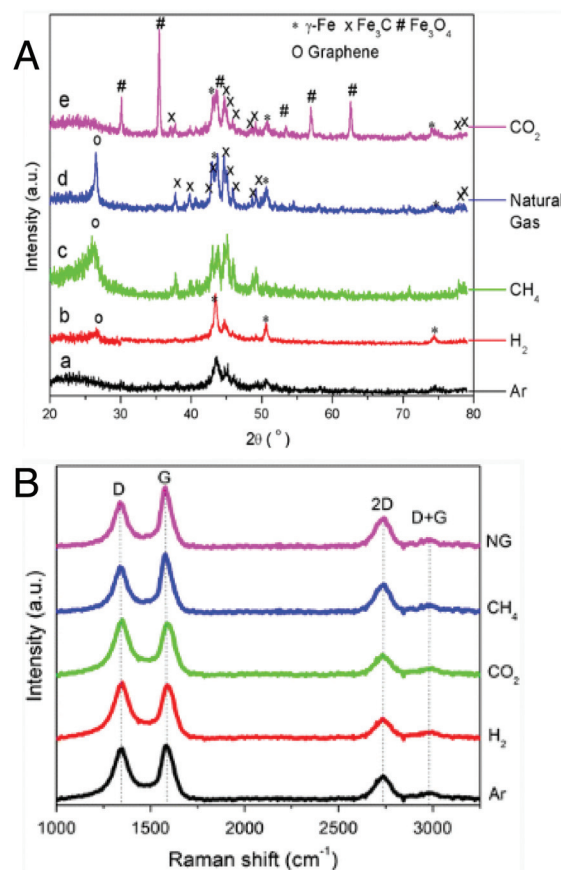 A
* γ-Fe x Fe₃C # Fe₃O₄
O Graphene
# # x * # x x x x x # * # # * x x
e
CO₂
o x x x * x x x x x x * * x x
d
Natural
Gas
o
c
CH₄
b o * * *
H₂
a
Ar
Intensity (a.u.)
20 30 40 50 60 70 80
2θ (°)
B
D G 2D D+G
NG
CH₄
CO₂
H₂
Ar
Intensity (a.u.)
1000 1500 2000 2500 3000
Raman shift (cm⁻¹)